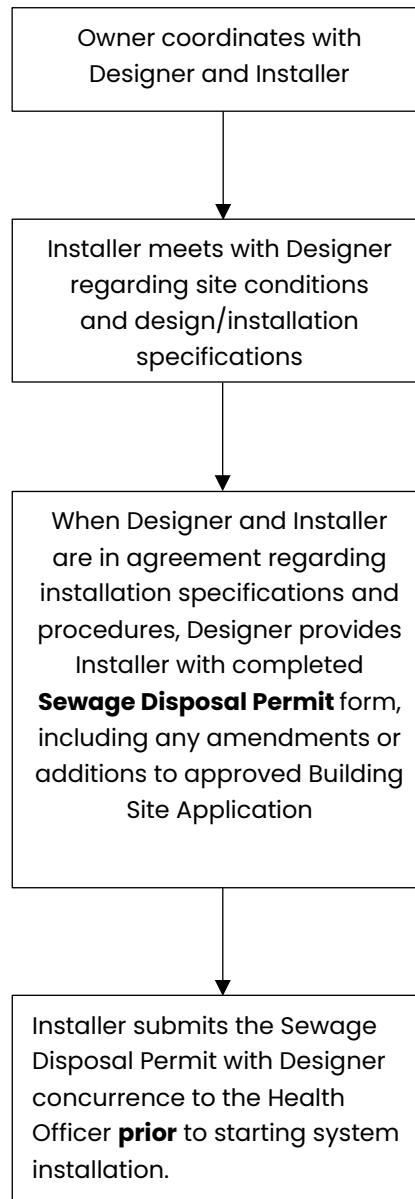 Owner coordinates with
Designer and Installer
Installer meets with Designer
regarding site conditions
and design/installation
specifications
When Designer and Installer
are in agreement regarding
installation specifications and
procedures, Designer provides
Installer with completed
Sewage Disposal Permit form,
including any amendments or
additions to approved Building
Site Application
Installer submits the Sewage
Disposal Permit with Designer
concurrence to the Health
Officer prior to starting system
installation.